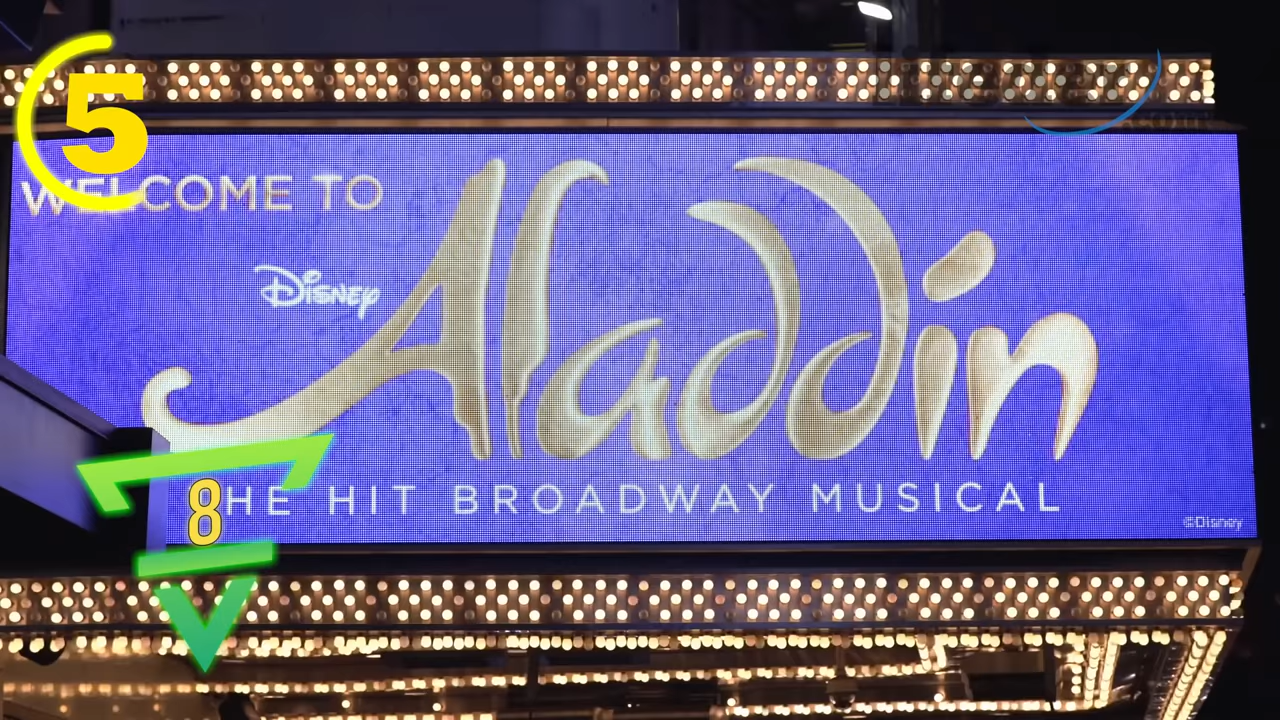 5
WELCOME TO
Disney
Aladdin
8
HE HIT BROADWAY MUSICAL
©Disney